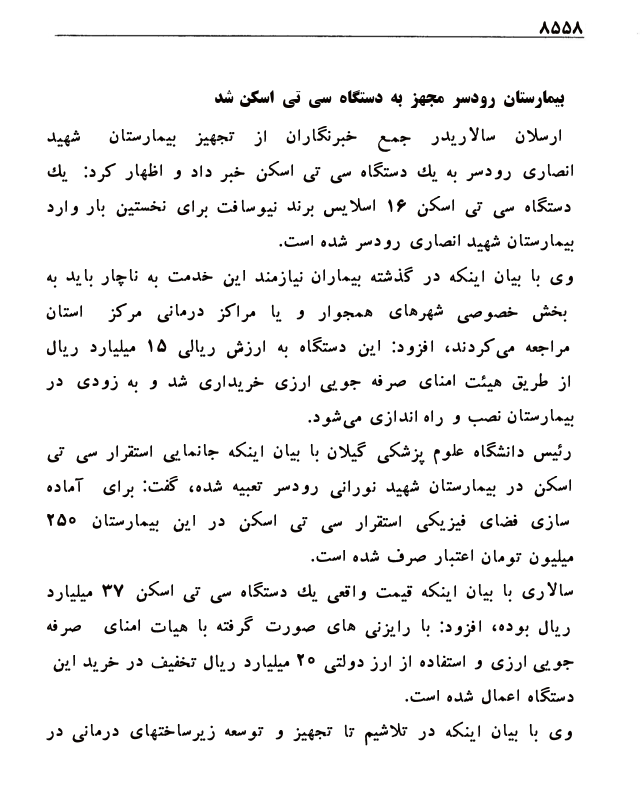 ۸۵۵۸
بیمارستان رودسر مجهز به دستگاه سی تی اسکن شد
ارسلان سالاریدر جمع خبرنگاران از تجهیز بیمارستان شهید
انصاری رودسر به یك دستگاه سی تی اسکن خبر داد و اظهار کرد: یك
دستگاه سی تی اسکن ۱۶ اسلایس برند نیوسافت برای نخستین بار وارد
بیمارستان شهید انصاری رودسر شده است.
وی با بیان اینکه در گذشته بیماران نیازمند این خدمت به ناچار باید به
بخش خصوصی شهرهای همجوار و یا مراکز درمانی مرکز استان
مراجعه می‌کردند، افزود: این دستگاه به ارزش ریالی ۱۵ میلیارد ریال
از طریق هیئت امنای صرفه جویی ارزی خریداری شد و به زودی در
بیمارستان نصب و راه اندازی می‌شود.
رئیس دانشگاه علوم پزشکی گیلان با بیان اینکه جانمایی استقرار سی تی
اسکن در بیمارستان شهید نورانی رودسر تعبیه شده، گفت: برای آماده
سازی فضای فیزیکی استقرار سی تی اسکن در این بیمارستان ۲۵۰
میلیون تومان اعتبار صرف شده است.
سالاری با بیان اینکه قیمت واقعی یك دستگاه سی تی اسکن ۳۷ میلیارد
ریال بوده، افزود: با رایزنی های صورت گرفته با هیات امنای صرفه
جویی ارزی و استفاده از ارز دولتی ۲۰ میلیارد ریال تخفیف در خرید این
دستگاه اعمال شده است.
وی با بیان اینکه در تلاشیم تا تجهیز و توسعه زیرساختهای درمانی در